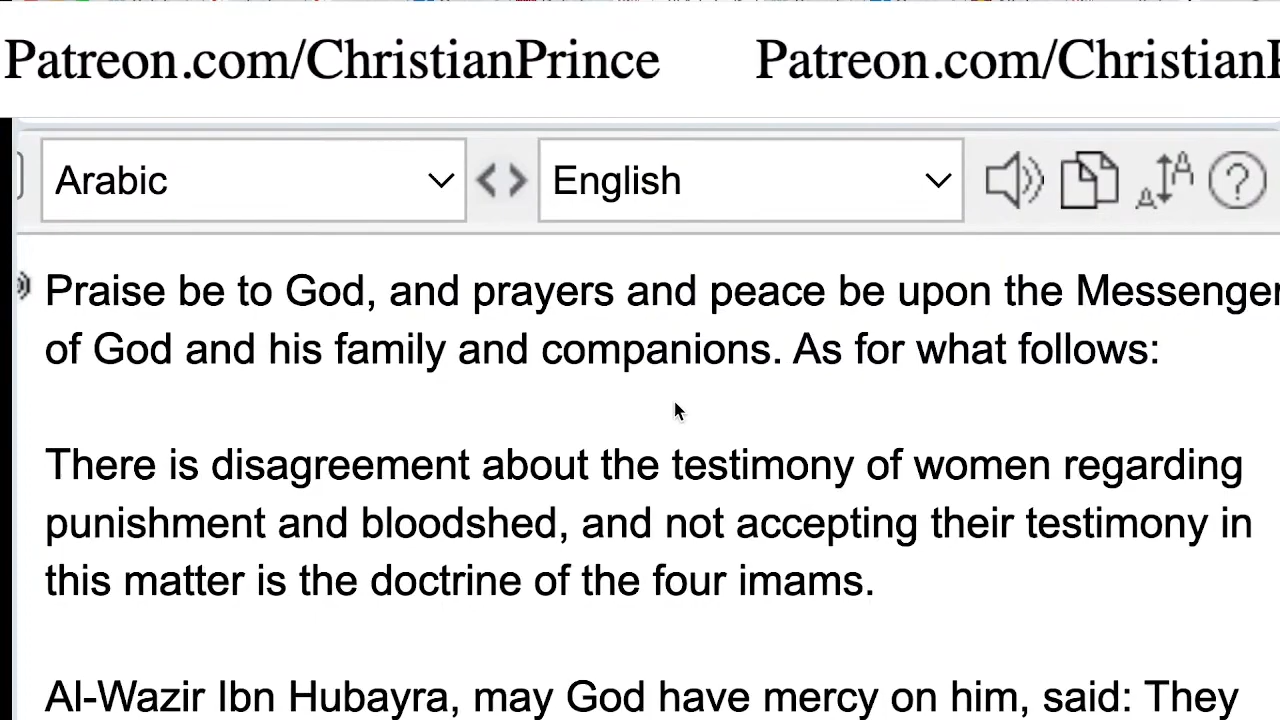 Patreon.com/ChristianPrince Patreon.com/Christian
Arabic English
Praise be to God, and prayers and peace be upon the Messenger
of God and his family and companions. As for what follows:
There is disagreement about the testimony of women regarding
punishment and bloodshed, and not accepting their testimony in
this matter is the doctrine of the four imams.
Al-Wazir Ibn Hubayra, may God have mercy on him, said: They